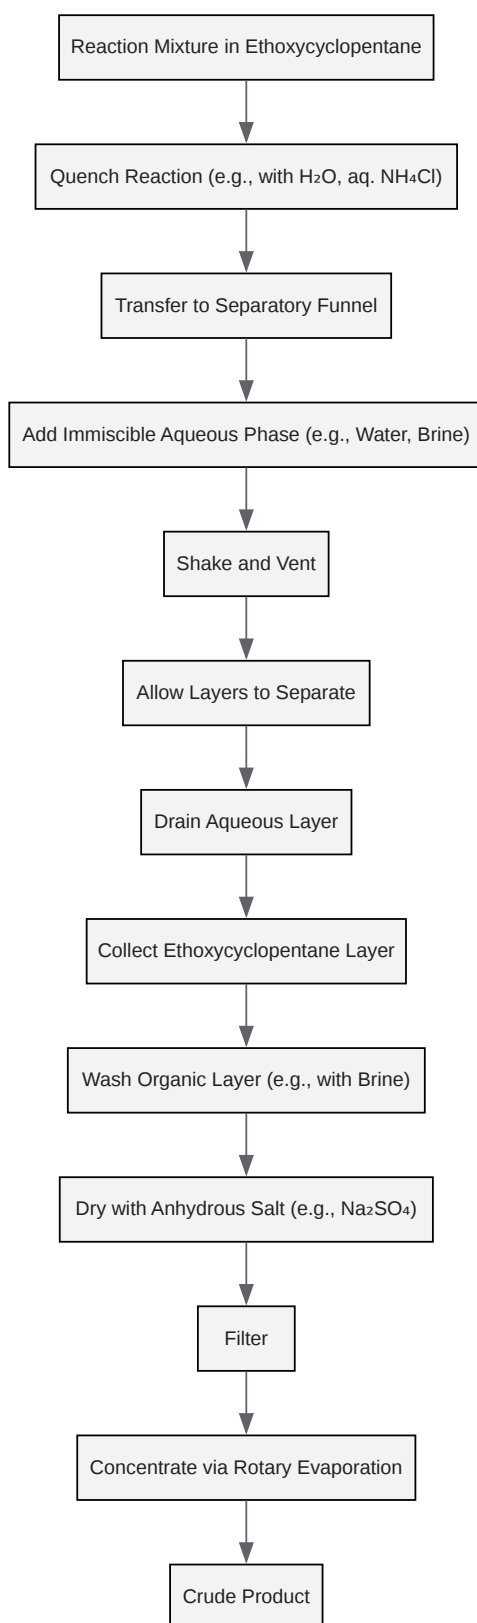 Reaction Mixture in Ethoxycyclopentane
Quench Reaction (e.g., with H₂O, aq. NH₄Cl)
Transfer to Separatory Funnel
Add Immiscible Aqueous Phase (e.g., Water, Brine)
Shake and Vent
Allow Layers to Separate
Drain Aqueous Layer
Collect Ethoxycyclopentane Layer
Wash Organic Layer (e.g., with Brine)
Dry with Anhydrous Salt (e.g., Na₂SO₄)
Filter
Concentrate via Rotary Evaporation
Crude Product